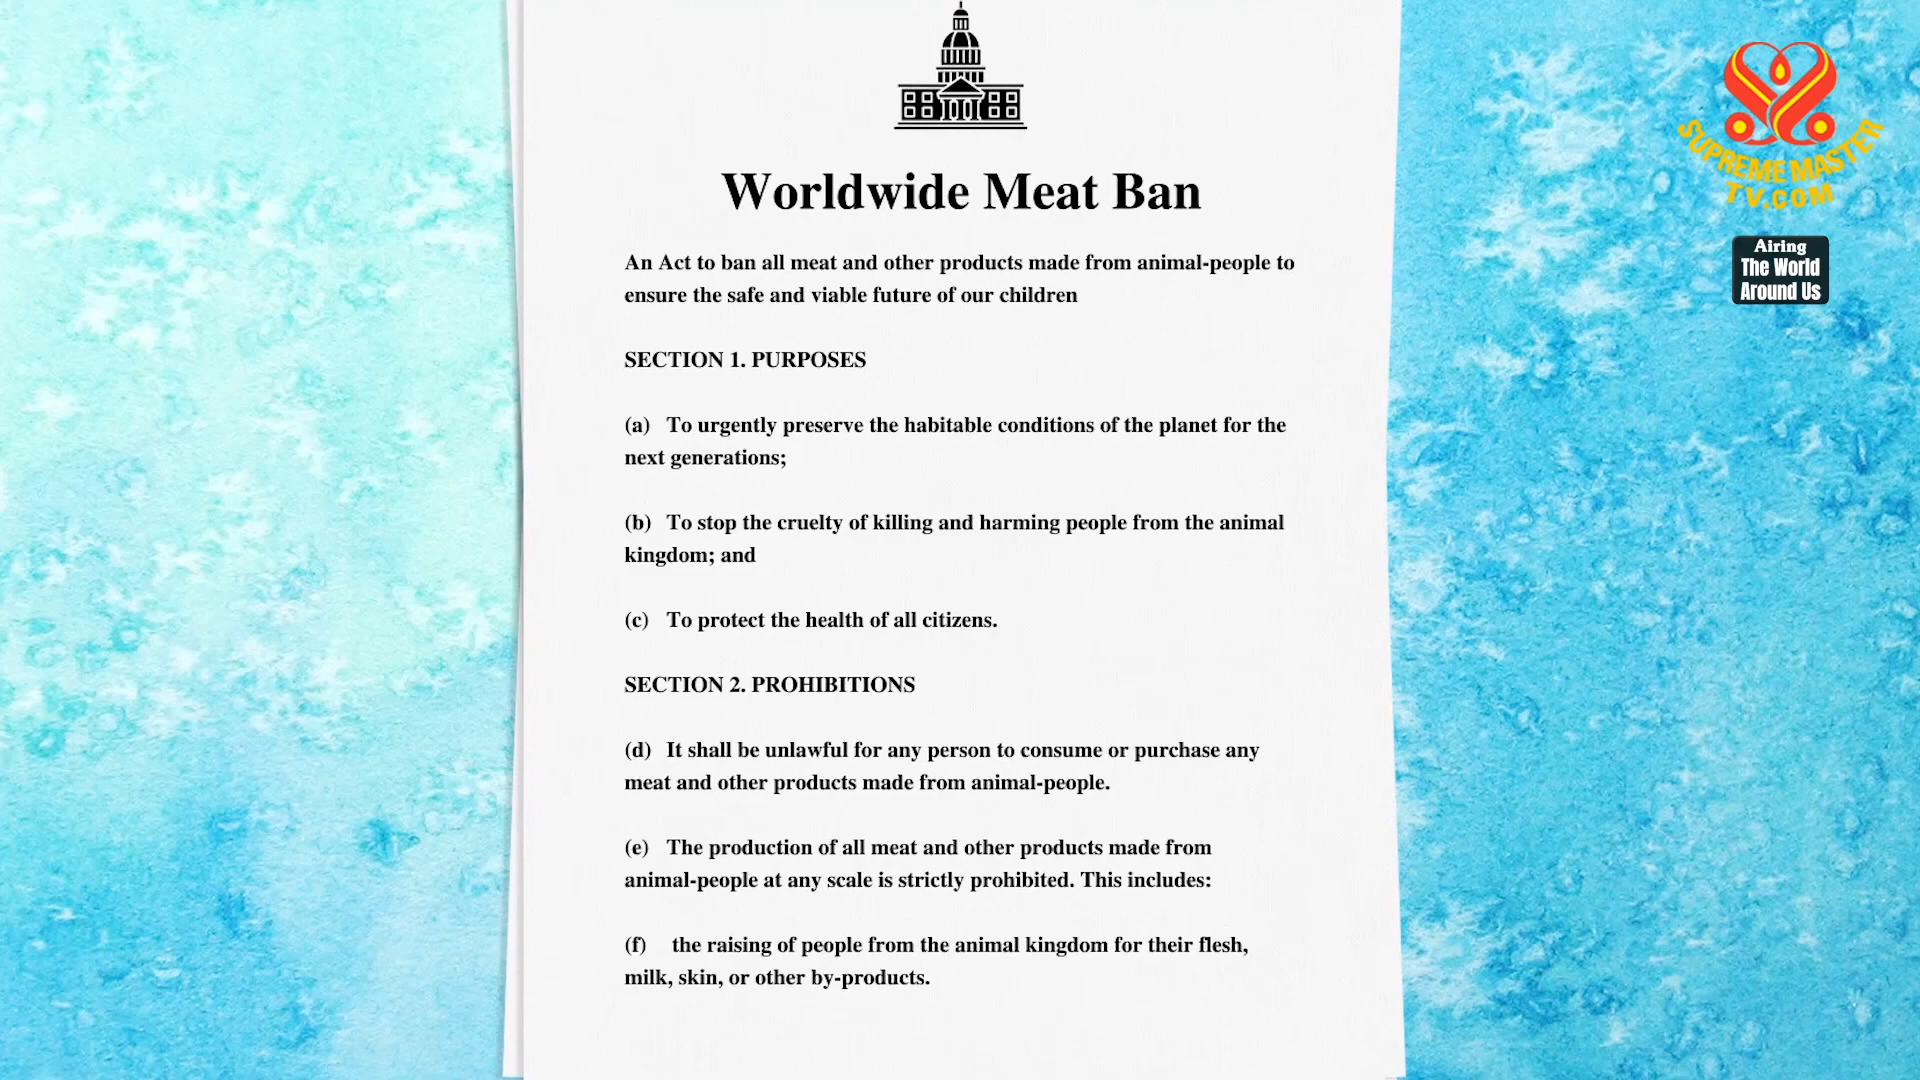 Worldwide Meat Ban
An Act to ban all meat and other products made from animal-people to
ensure the safe and viable future of our children
SECTION 1. PURPOSES
(a) To urgently preserve the habitable conditions of the planet for the
next generations;
(b) To stop the cruelty of killing and harming people from the animal
kingdom; and
(c) To protect the health of all citizens.
SECTION 2. PROHIBITIONS
(d) It shall be unlawful for any person to consume or purchase any
meat and other products made from animal-people.
(e) The production of all meat and other products made from
animal-people at any scale is strictly prohibited. This includes:
(f) the raising of people from the animal kingdom for their flesh,
milk, skin, or other by-products.
SUPREME MASTER
TV.COM
Airing
The World
Around Us